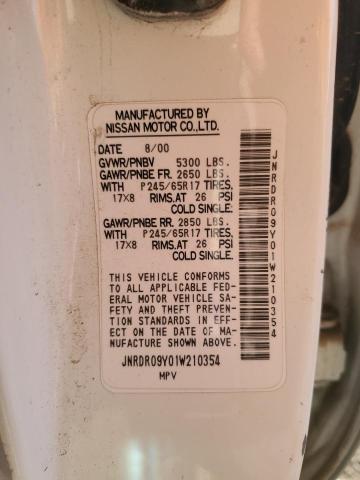 MANUFACTURED BY
NISSAN MOTOR CO.,LTD.
DATE 8/00
GVWR/PNBV 5300 LBS.
GAWR/PNBE FR. 2650 LBS.
WITH P245/65R17 TIRES,
17X8 RIMS,AT 26 PSI
COLD SINGLE.
GAWR/PNBE RR. 2850 LBS.
WITH P245/65R17 TIRES,
17X8 RIMS,AT 26 PSI
COLD SINGLE.
THIS VEHICLE CONFORMS
TO ALL APPLICABLE FED-
ERAL MOTOR VEHICLE SA-
FETY AND THEFT PREVEN-
TION STANDARDS IN EFF-
ECT ON THE DATE OF MA-
NUFACTURE SHOWN ABOVE.
JNRDR09Y01W210354
MPV
JNRDR09Y01W210354